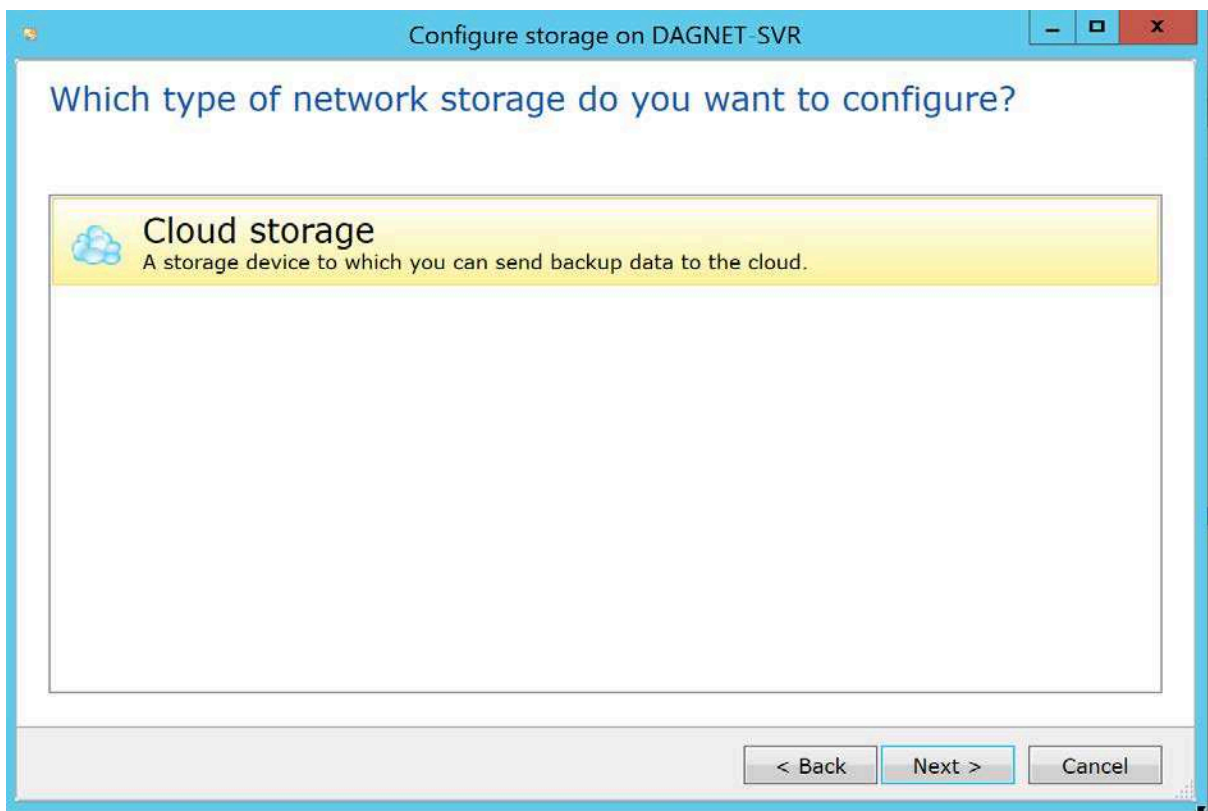 Configure storage on DAGNET-SVR
Which type of network storage do you want to configure?
Cloud storage
A storage device to which you can send backup data to the cloud.
< Back
Next >
Cancel